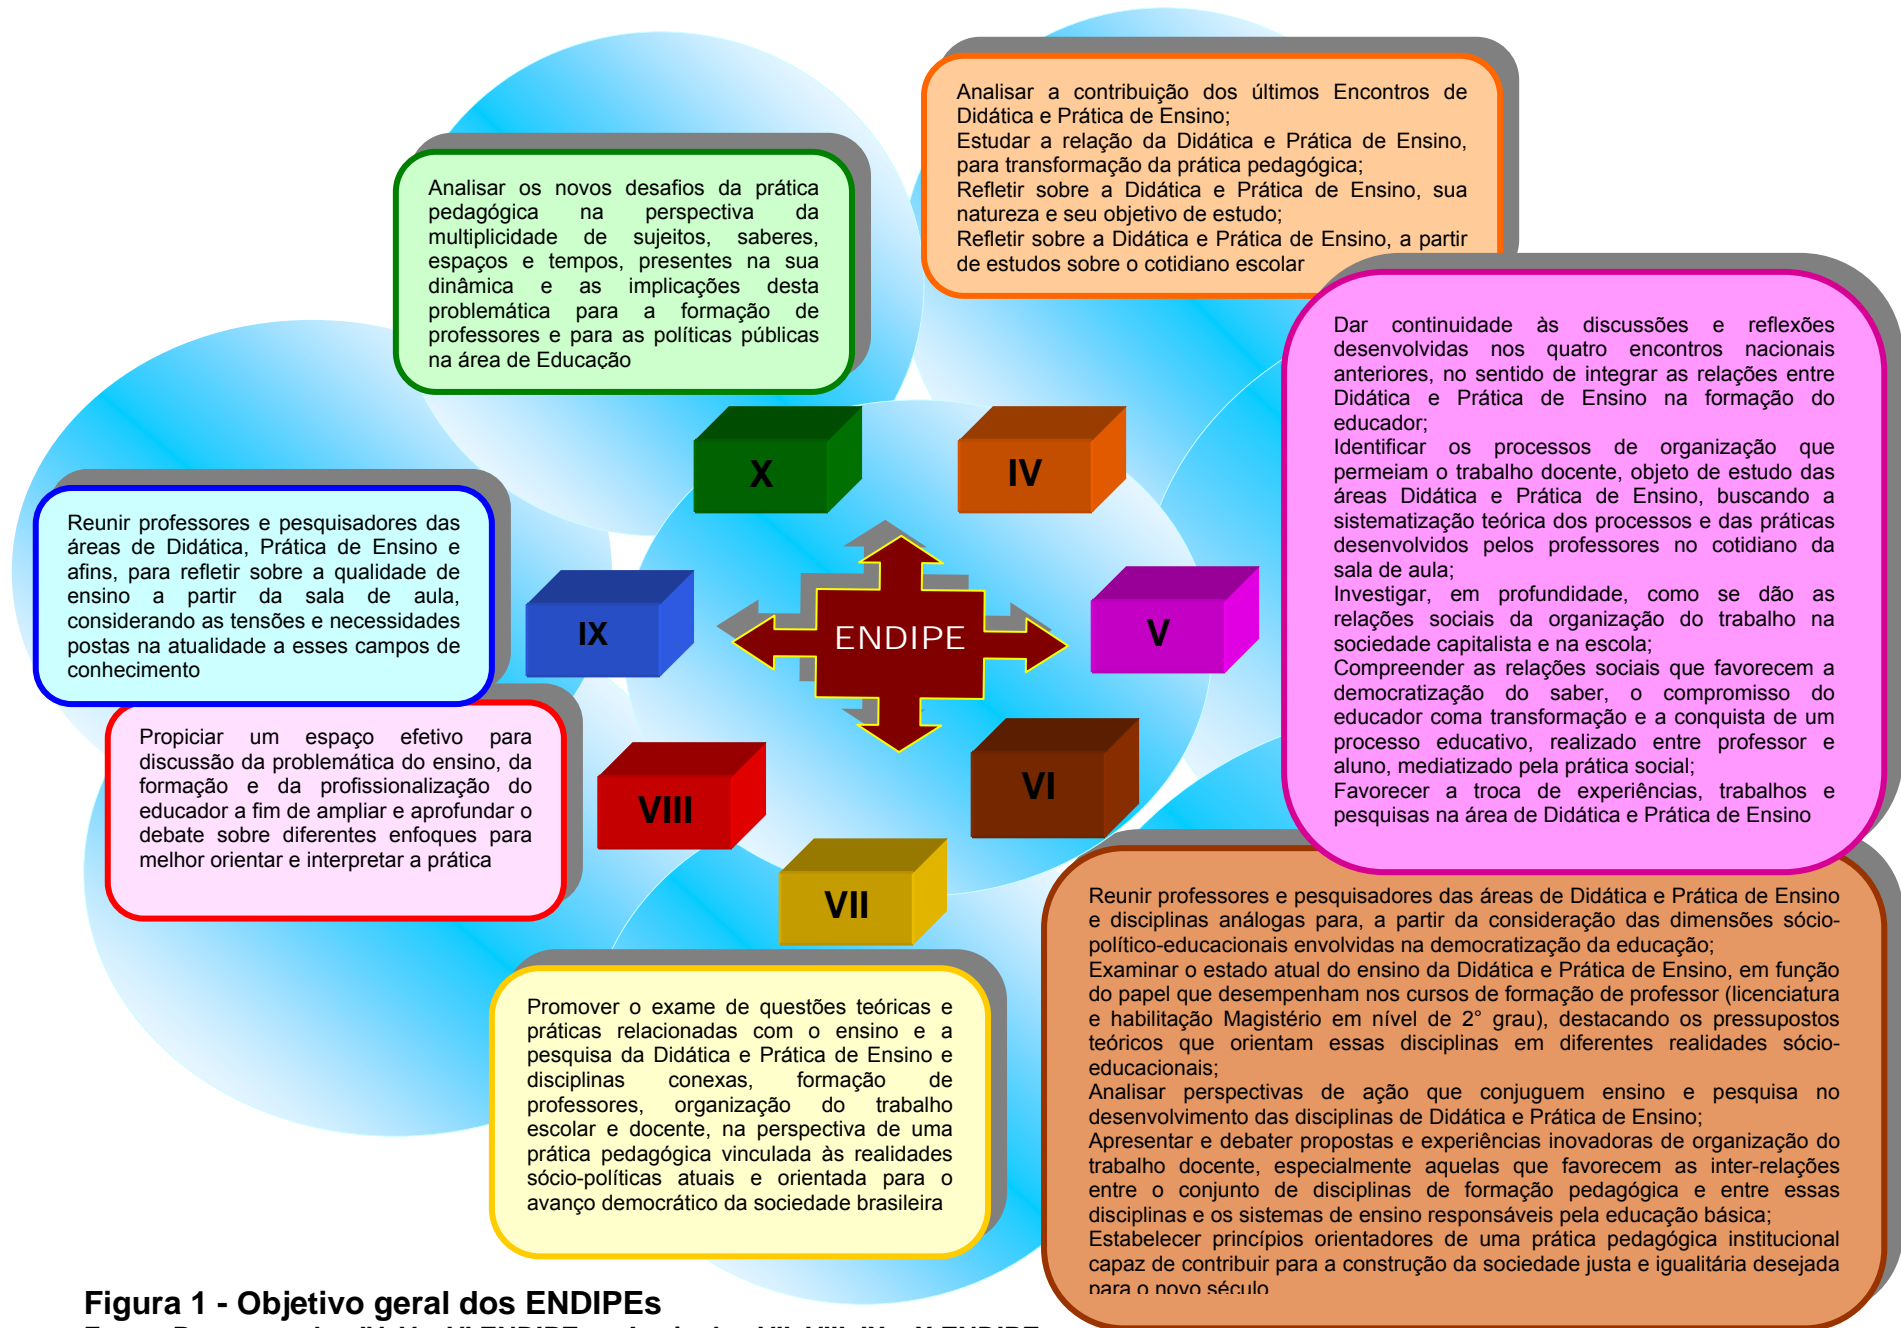 Analisar a contribuição dos últimos Encontros de
Didática e Prática de Ensino;
Estudar a relação da Didática e Prática de Ensino,
para transformação da prática pedagógica;
Refletir sobre a Didática e Prática de Ensino, sua
natureza e seu objetivo de estudo;
Refletir sobre a Didática e Prática de Ensino, a partir
de estudos sobre o cotidiano escolar
Analisar os novos desafios da prática
pedagógica na perspectiva da
multiplicidade de sujeitos, saberes,
espaços e tempos, presentes na sua
dinâmica e as implicações desta
problemática para a formação de
professores e para as políticas públicas
na área de Educação
Dar continuidade às discussões e reflexões
desenvolvidas nos quatro encontros nacionais
anteriores, no sentido de integrar as relações entre
Didática e Prática de Ensino na formação do
educador;
Identificar os processos de organização que
permeiam o trabalho docente, objeto de estudo das
áreas Didática e Prática de Ensino, buscando a
sistematização teórica dos processos e das práticas
desenvolvidos pelos professores no cotidiano da
sala de aula;
Investigar, em profundidade, como se dão as
relações sociais da organização do trabalho na
sociedade capitalista e na escola;
Compreender as relações sociais que favorecem a
democratização do saber, o compromisso do
educador coma transformação e a conquista de um
processo educativo, realizado entre professor e
aluno, mediatizado pela prática social;
Favorecer a troca de experiências, trabalhos e
pesquisas na área de Didática e Prática de Ensino
X
IV
IX
ENDIPE
V
VIII
VI
VII
Reunir professores e pesquisadores das
áreas de Didática, Prática de Ensino e
afins, para refletir sobre a qualidade de
ensino a partir da sala de aula,
considerando as tensões e necessidades
postas na atualidade a esses campos de
conhecimento
Propiciar um espaço efetivo para
discussão da problemática do ensino, da
formação e da profissionalização do
educador a fim de ampliar e aprofundar o
debate sobre diferentes enfoques para
melhor orientar e interpretar a prática
Promover o exame de questões teóricas e
práticas relacionadas com o ensino e a
pesquisa da Didática e Prática de Ensino e
disciplinas conexas, formação de
professores, organização do trabalho
escolar e docente, na perspectiva de uma
prática pedagógica vinculada às realidades
sócio-políticas atuais e orientada para o
avanço democrático da sociedade brasileira
Reunir professores e pesquisadores das áreas de Didática e Prática de Ensino
e disciplinas análogas para, a partir da consideração das dimensões sócio-
político-educacionais envolvidas na democratização da educação;
Examinar o estado atual do ensino da Didática e Prática de Ensino, em função
do papel que desempenham nos cursos de formação de professor (licenciatura
e habilitação Magistério em nível de 2° grau), destacando os pressupostos
teóricos que orientam essas disciplinas em diferentes realidades sócio-
educacionais;
Analisar perspectivas de ação que conjuguem ensino e pesquisa no
desenvolvimento das disciplinas de Didática e Prática de Ensino;
Apresentar e debater propostas e experiências inovadoras de organização do
trabalho docente, especialmente aquelas que favorecem as inter-relações
entre o conjunto de disciplinas de formação pedagógica e entre essas
disciplinas e os sistemas de ensino responsáveis pela educação básica;
Estabelecer princípios orientadores de uma prática pedagógica institucional
capaz de contribuir para a construção da sociedade justa e igualitária desejada
para o novo século
Figura 1 - Objetivo geral dos ENDIPEs